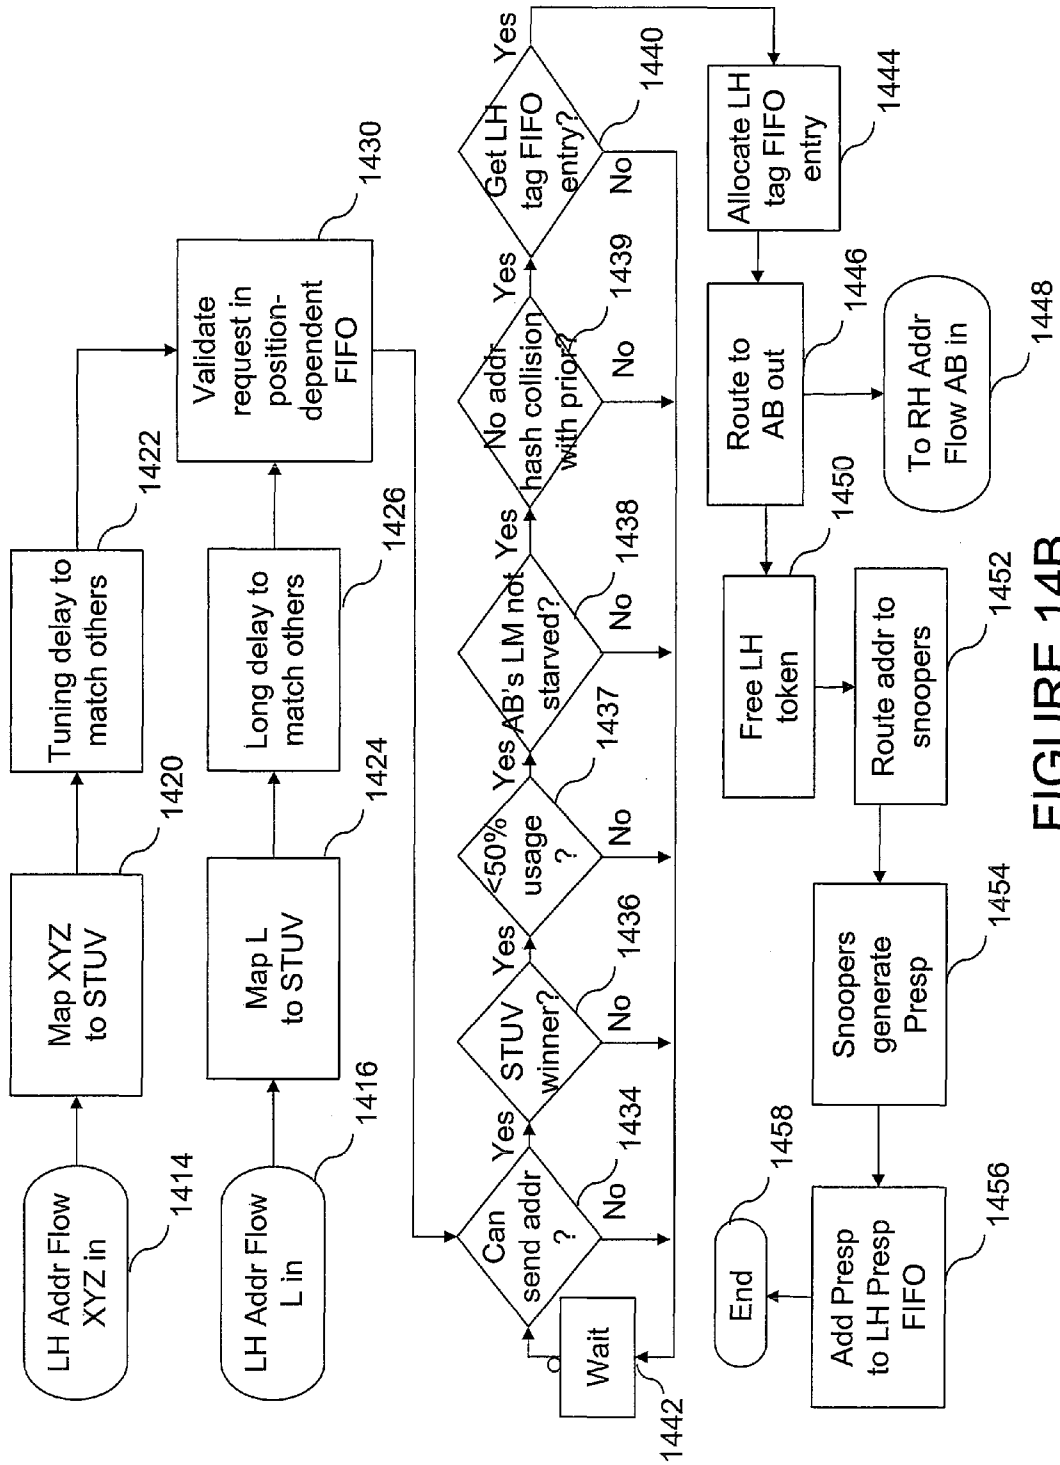 LH Addr Flow
XYZ in
1414
Map XYZ
to STUV
1420
Tuning delay to
match others
1422
LH Addr Flow
L in
1416
Map L
to STUV
1424
Long delay to
match others
1426
Validate
request in
position-
dependent
FIFO
1430
Can
send addr
?
1434
Yes
No
STUV
winner?
1436
Yes
No
<50%
usage
?
1437
Yes
No
AB's LM not
starved?
1438
Yes
No
No addr
hash collision
with prior?
1439
Yes
No
Get LH
tag FIFO
entry?
1440
Yes
No
Wait
1442
Allocate LH
tag FIFO
entry
1444
Route to
AB out
1446
To RH Addr
Flow AB in
1448
Free LH
token
1450
Route addr to
snoopers
1452
Snoopers
generate
Presp
1454
Add Presp
to LH Presp
FIFO
1456
End
1458
FIGURE 14B